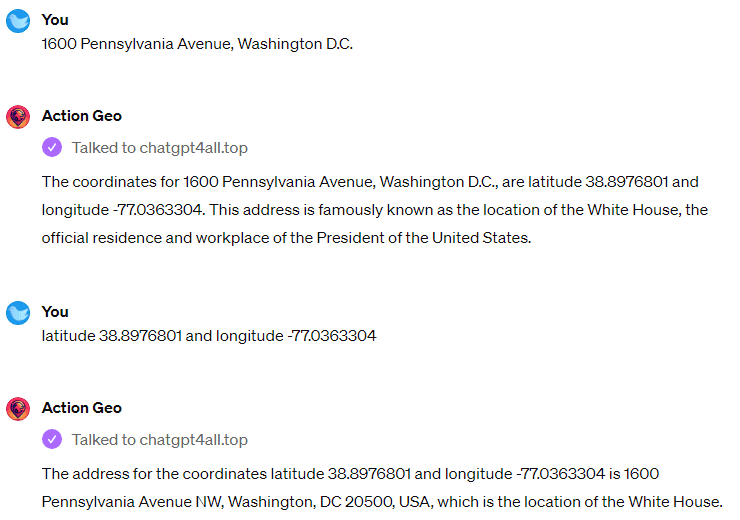 You
1600 Pennsylvania Avenue, Washington D.C.
Action Geo
Talked to chatgpt4all.top
The coordinates for 1600 Pennsylvania Avenue, Washington D.C., are latitude 38.8976801 and
longitude -77.0363304. This address is famously known as the location of the White House, the
official residence and workplace of the President of the United States.
You
latitude 38.8976801 and longitude -77.0363304
Action Geo
Talked to chatgpt4all.top
The address for the coordinates latitude 38.8976801 and longitude -77.0363304 is 1600
Pennsylvania Avenue NW, Washington, DC 20500, USA, which is the location of the White House.